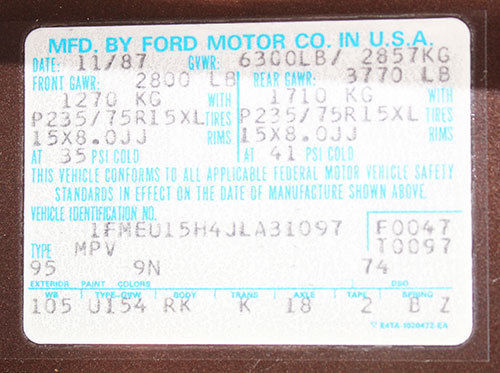 MFD. BY FORD MOTOR CO. IN U.S.A.
DATE: 11/87 GVWR: 6300LB/ 2857KG
FRONT GAWR: 2800 LB REAR GAWR: 3770 LB
1270 KG WITH 1710 KG WITH
P235/75R15XL TIRES P235/75R15XL TIRES
15X8.0JJ RIMS 15X8.0JJ RIMS
AT 35 PSI COLD AT 41 PSI COLD
THIS VEHICLE CONFORMS TO ALL APPLICABLE FEDERAL MOTOR VEHICLE SAFETY
STANDARDS IN EFFECT ON THE DATE OF MANUFACTURE SHOWN ABOVE.
VEHICLE IDENTIFICATION NO.
1FMEU15H4JLA31097 F0047
TYPE MPV T0097
95 9N 74
EXTERIOR PAINT COLORS DSO
WB TYPE-GVW BODY TRANS AXLE TAPE SPRING
105 U154 RK K 18 2 B Z
E4TA-1020472-EA